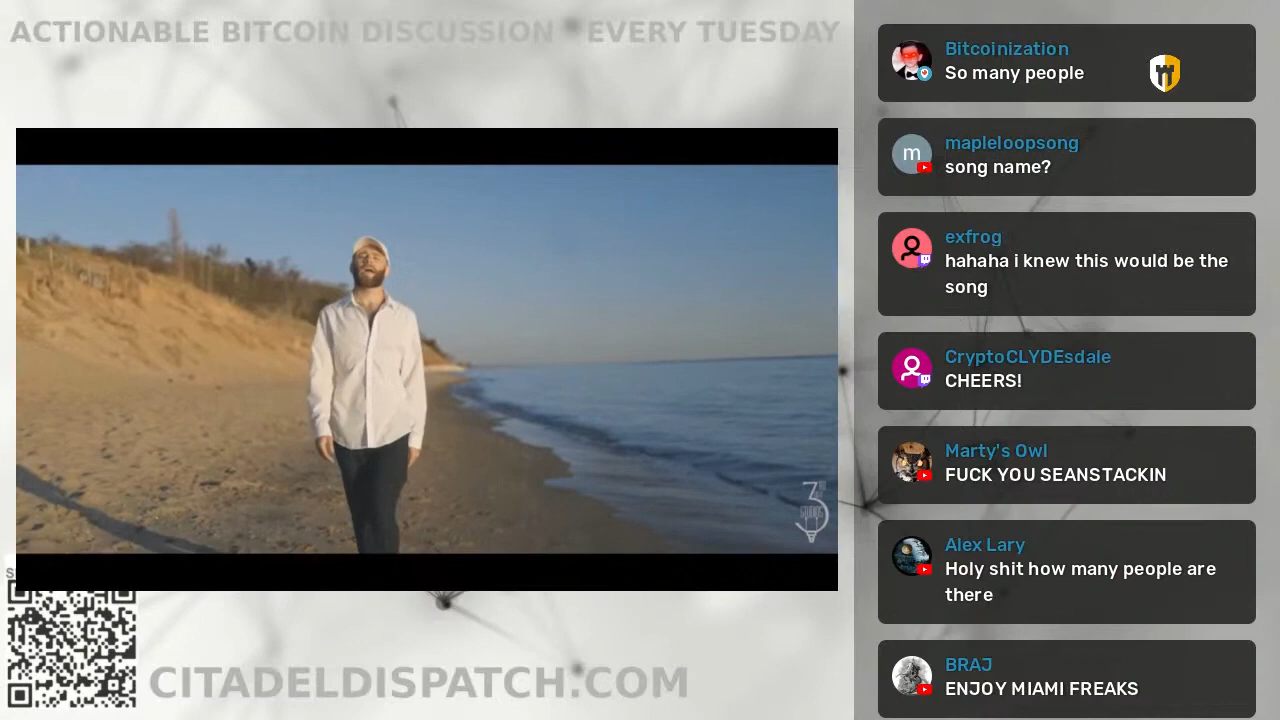 ACTIONABLE BITCOIN DISCUSSION * EVERY TUESDAY
Bitcoinization
So many people
m
mapleloopsong
song name?
exfrog
hahaha i knew this would be the
song
CryptoCLYDEsdale
CHEERS!
Marty's Owl
FUCK YOU SEANSTACKIN
Alex Lary
Holy shit how many people are
there
BRAJ
ENJOY MIAMI FREAKS
3
CITADELDISPATCH.COM